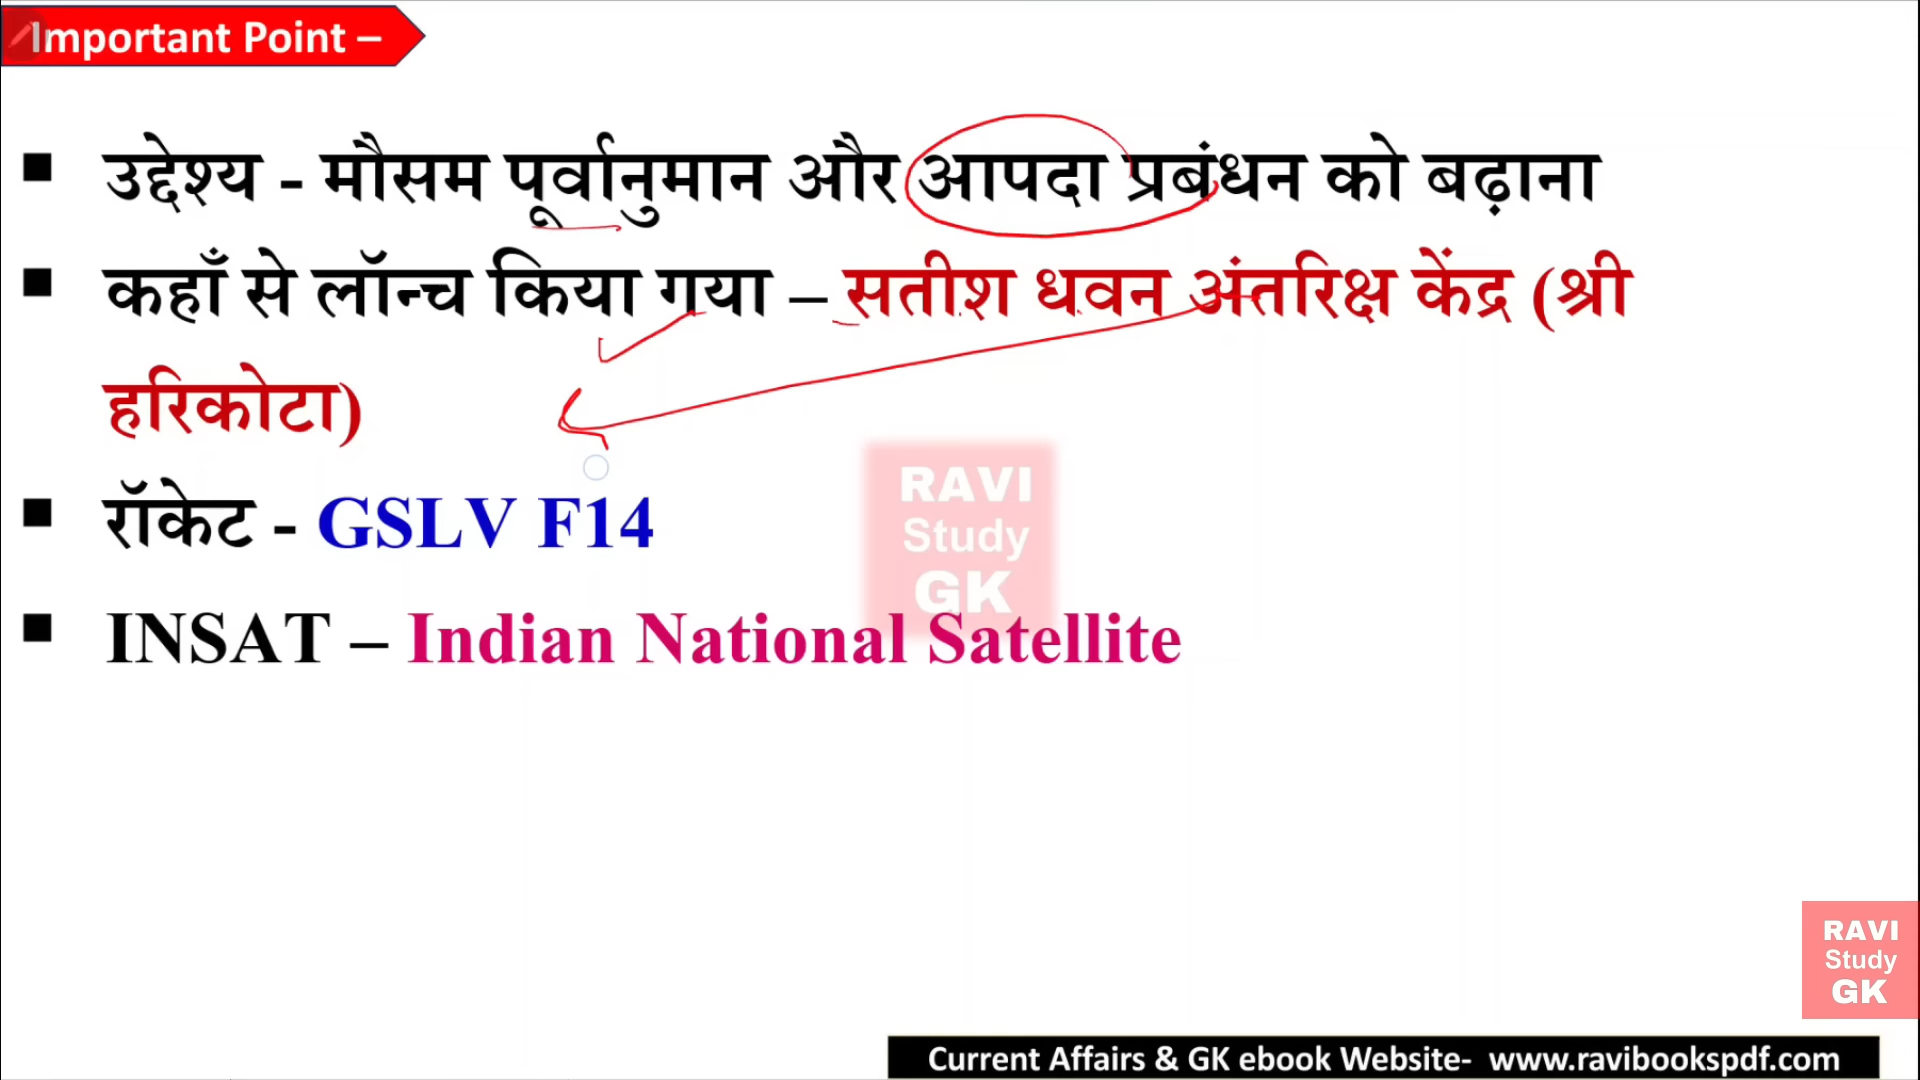 Important Point –
▪ उद्देश्य - मौसम पूर्वानुमान और आपदा प्रबंधन को बढ़ाना
▪ कहाँ से लॉन्च किया गया – सतीश धवन अंतरिक्ष केंद्र (श्री
हरिकोटा)
▪ रॉकेट - GSLV F14
▪ INSAT – Indian National Satellite
RAVI
Study
GK
RAVI
Study
GK
Current Affairs & GK ebook Website- www.ravibookspdf.com